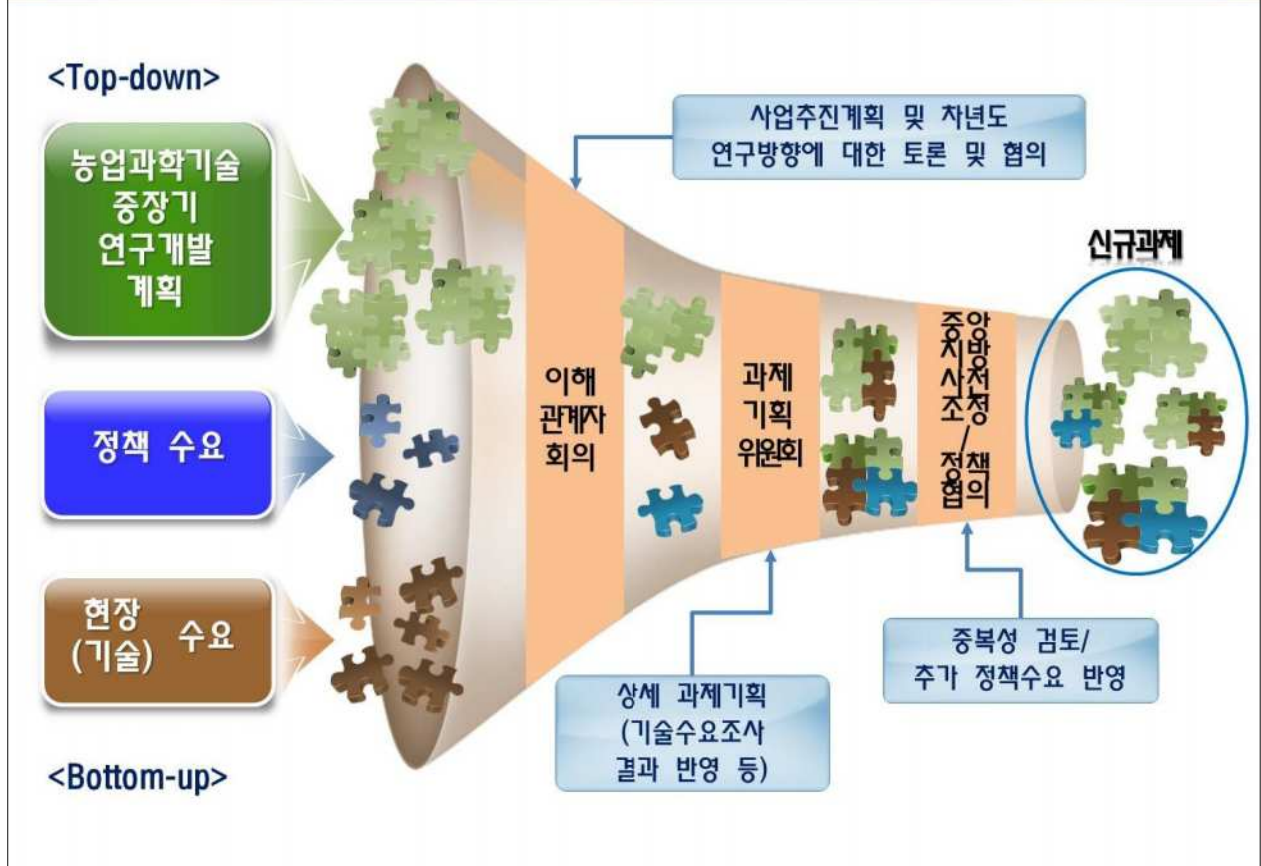 <Top-down>
농업과학기술
중장기
연구개발
계획
정책 수요
현장
(기술) 수요
<Bottom-up>
이해
관계자
회의
사업추진계획 및 차년도
연구방향에 대한 토론 및 협의
과제
기획
위원회
상세 과제기획
(기술수요조사
결과 반영 등)
중앙
지방
사전
조정
/
정책
협의
중복성 검토/
추가 정책수요 반영
신규과제